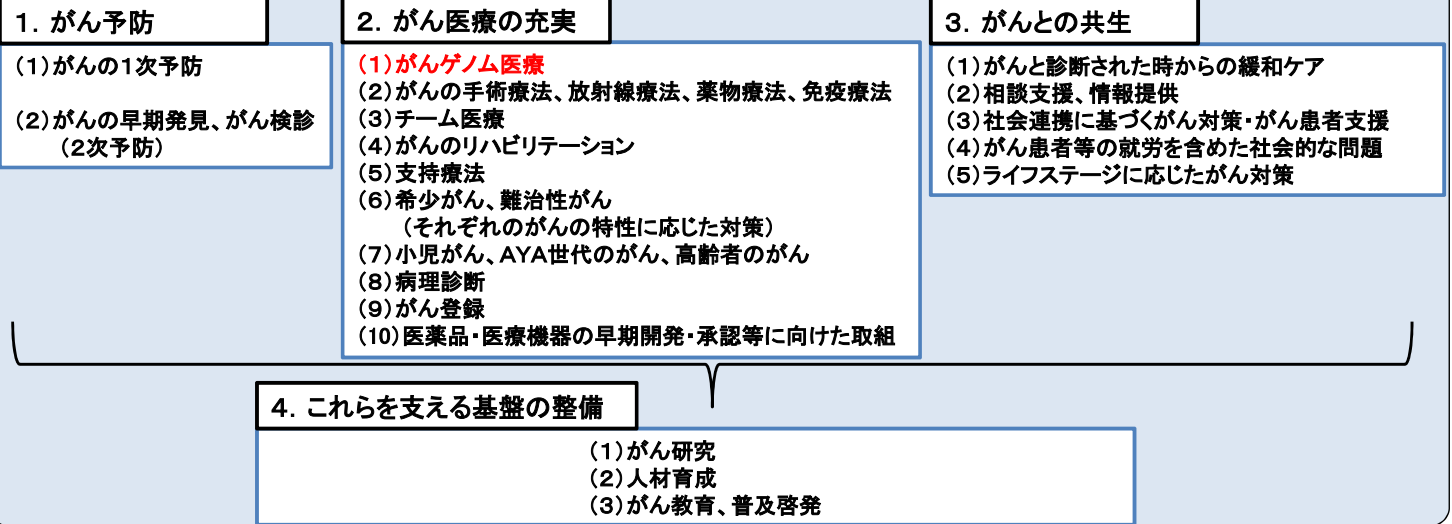 1. がん予防
(1)がんの1次予防
(2)がんの早期発見、がん検診
(2次予防)
2. がん医療の充実
(1)がんゲノム医療
(2)がんの手術療法、放射線療法、薬物療法、免疫療法
(3)チーム医療
(4)がんのリハビリテーション
(5)支持療法
(6)希少がん、難治性がん
(それぞれのがんの特性に応じた対策)
(7)小児がん、AYA世代のがん、高齢者のがん
(8)病理診断
(9)がん登録
(10)医薬品・医療機器の早期開発・承認等に向けた取組
3. がんとの共生
(1)がんと診断された時からの緩和ケア
(2)相談支援、情報提供
(3)社会連携に基づくがん対策・がん患者支援
(4)がん患者等の就労を含めた社会的な問題
(5)ライフステージに応じたがん対策
4. これらを支える基盤の整備
(1)がん研究
(2)人材育成
(3)がん教育、普及啓発